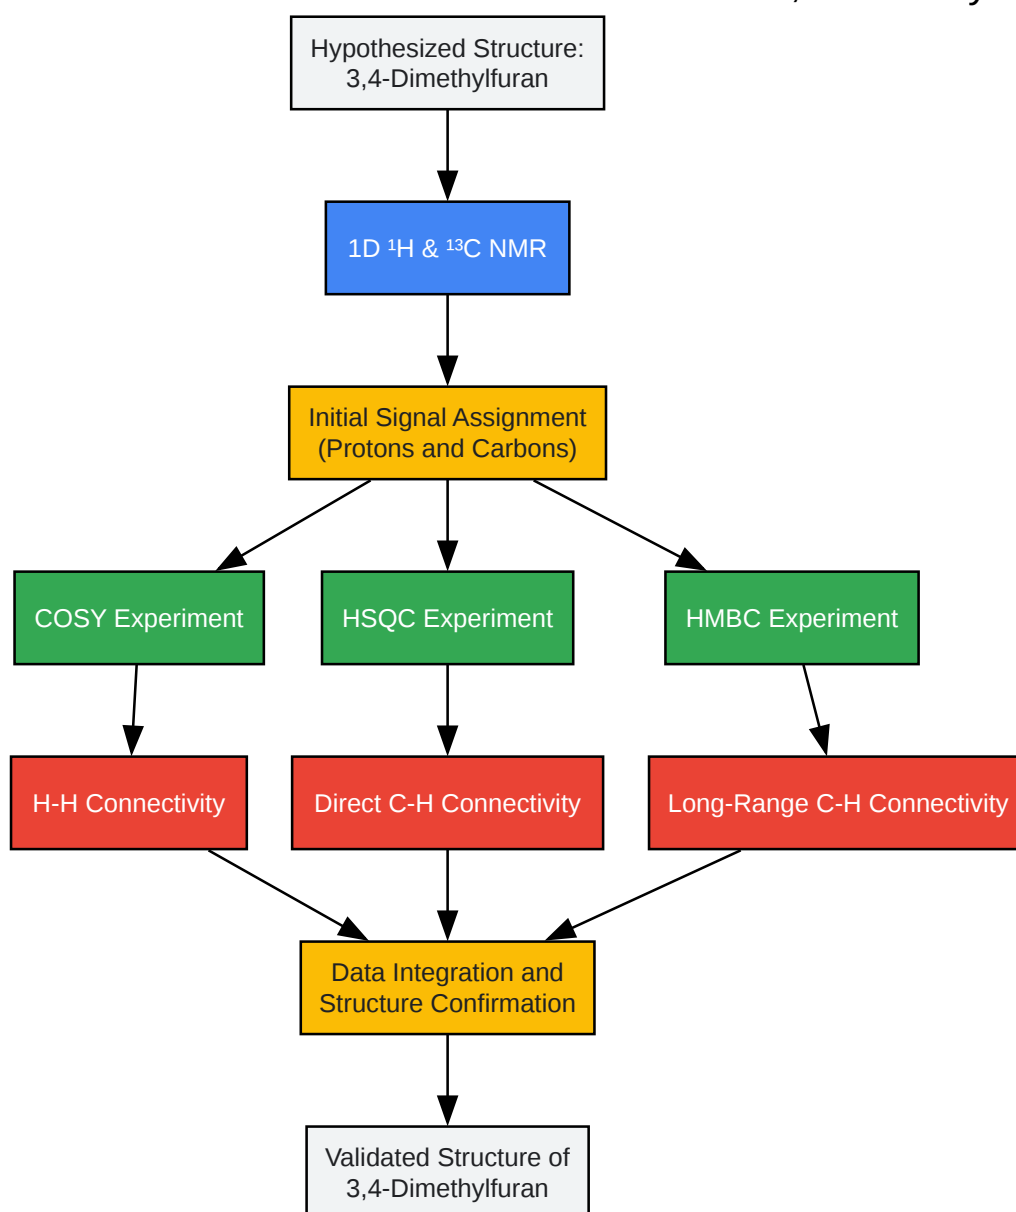 Hypothesized Structure:
3,4-Dimethylfuran
1D ¹H & ¹³C NMR
Initial Signal Assignment
(Protons and Carbons)
COSY Experiment
HSQC Experiment
HMBC Experiment
H-H Connectivity
Direct C-H Connectivity
Long-Range C-H Connectivity
Data Integration and
Structure Confirmation
Validated Structure of
3,4-Dimethylfuran